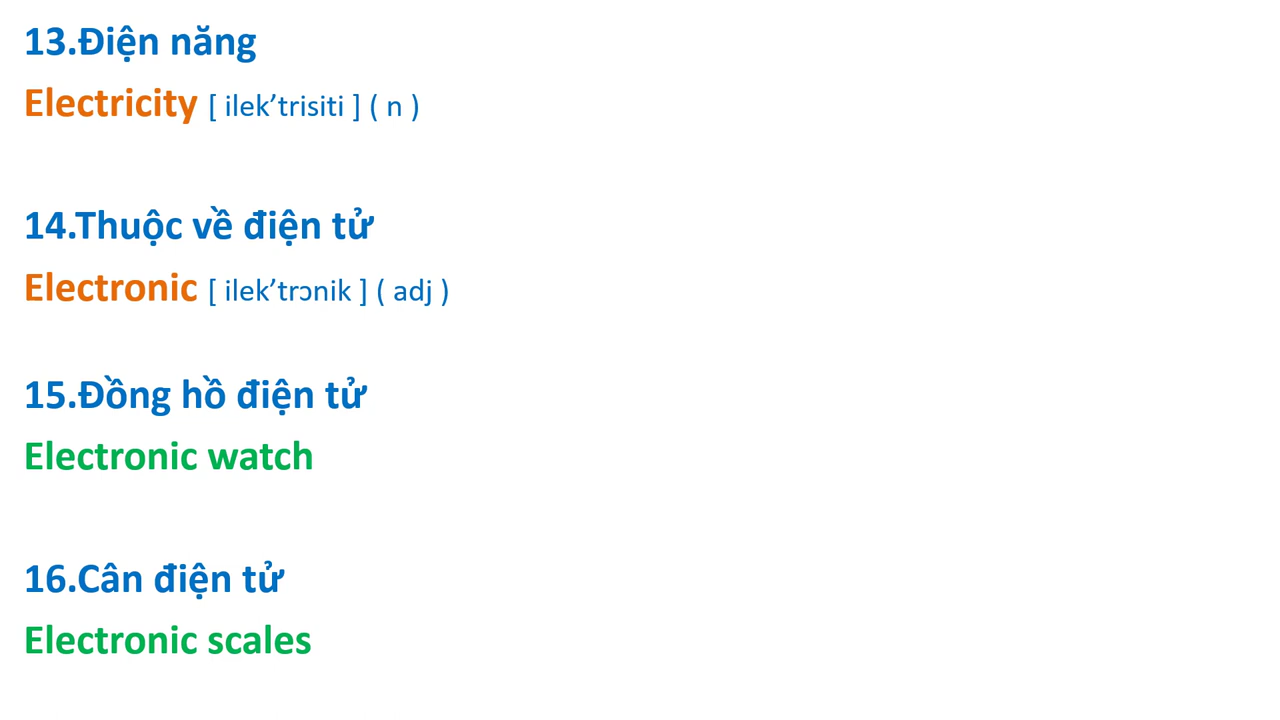 13.Điện năng
Electricity [ ilek’trisiti ] ( n )
14.Thuộc về điện tử
Electronic [ ilek’trɔnik ] ( adj )
15.Đồng hồ điện tử
Electronic watch
16.Cân điện tử
Electronic scales